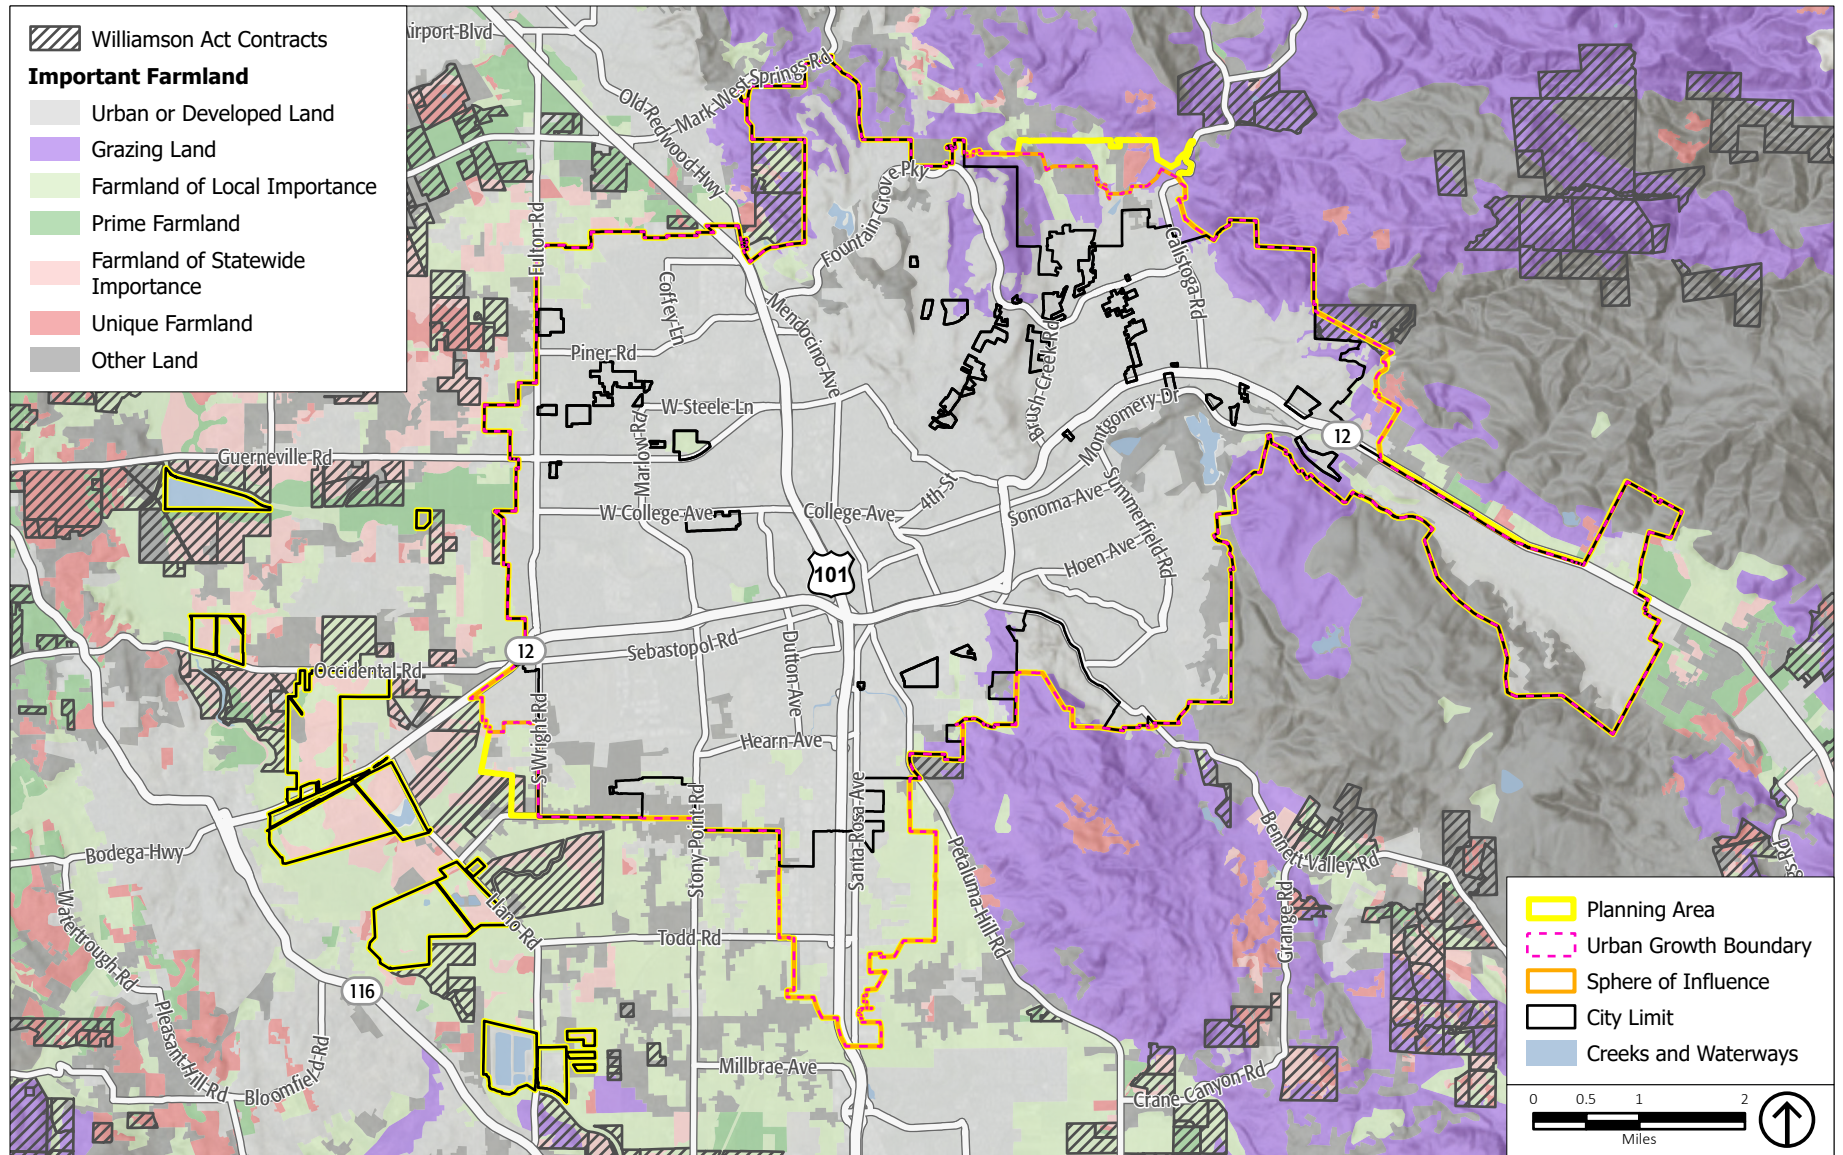 Williamson Act Contracts
Important Farmland
Urban or Developed Land
Grazing Land
Farmland of Local Importance
Prime Farmland
Farmland of Statewide
Importance
Unique Farmland
Other Land
Airport Blvd
Old Redwood Hwy
Mark West Springs Rd
Fountain Grove Pky
Fulton Rd
Coffey Ln
Mendocino Ave
Piner Rd
Brush Creek Rd
Calistoga Rd
W Steele Ln
Marlow Rd
Montgomery Dr
12
Guerneville Rd
W College Ave
College Ave
4th St
Sonoma Ave
Summerfield Rd
Hoen Ave
101
12
Sebastopol Rd
Occidental Rd
Dutton Ave
S Wright Rd
Hearn Ave
Stony Point Rd
Santa Rosa Ave
Petaluma Hill Rd
Bennett Valley Rd
Grange Rd
Bodega Hwy
Watertrough Rd
Llano Rd
Todd Rd
116
Pleasant Hill Rd
Bloomfield Rd
Millbrae Ave
Crane Canyon Rd
Planning Area
Urban Growth Boundary
Sphere of Influence
City Limit
Creeks and Waterways
0 0.5 1 2
Miles